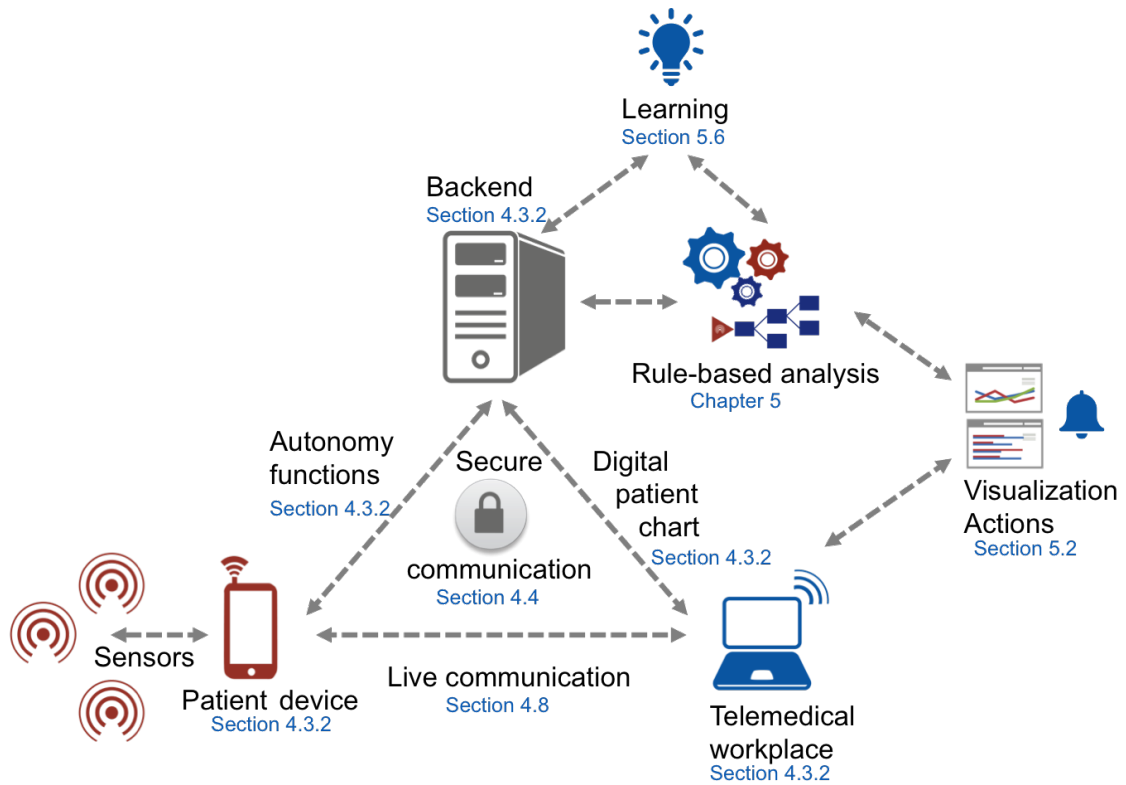 Learning
Section 5.6
Backend
Section 4.3.2
Rule-based analysis
Chapter 5
Autonomy
functions
Section 4.3.2
Secure
communication
Section 4.4
Digital
patient
chart
Section 4.3.2
Visualization
Actions
Section 5.2
Sensors
Patient device
Section 4.3.2
Live communication
Section 4.8
Telemedical
workplace
Section 4.3.2